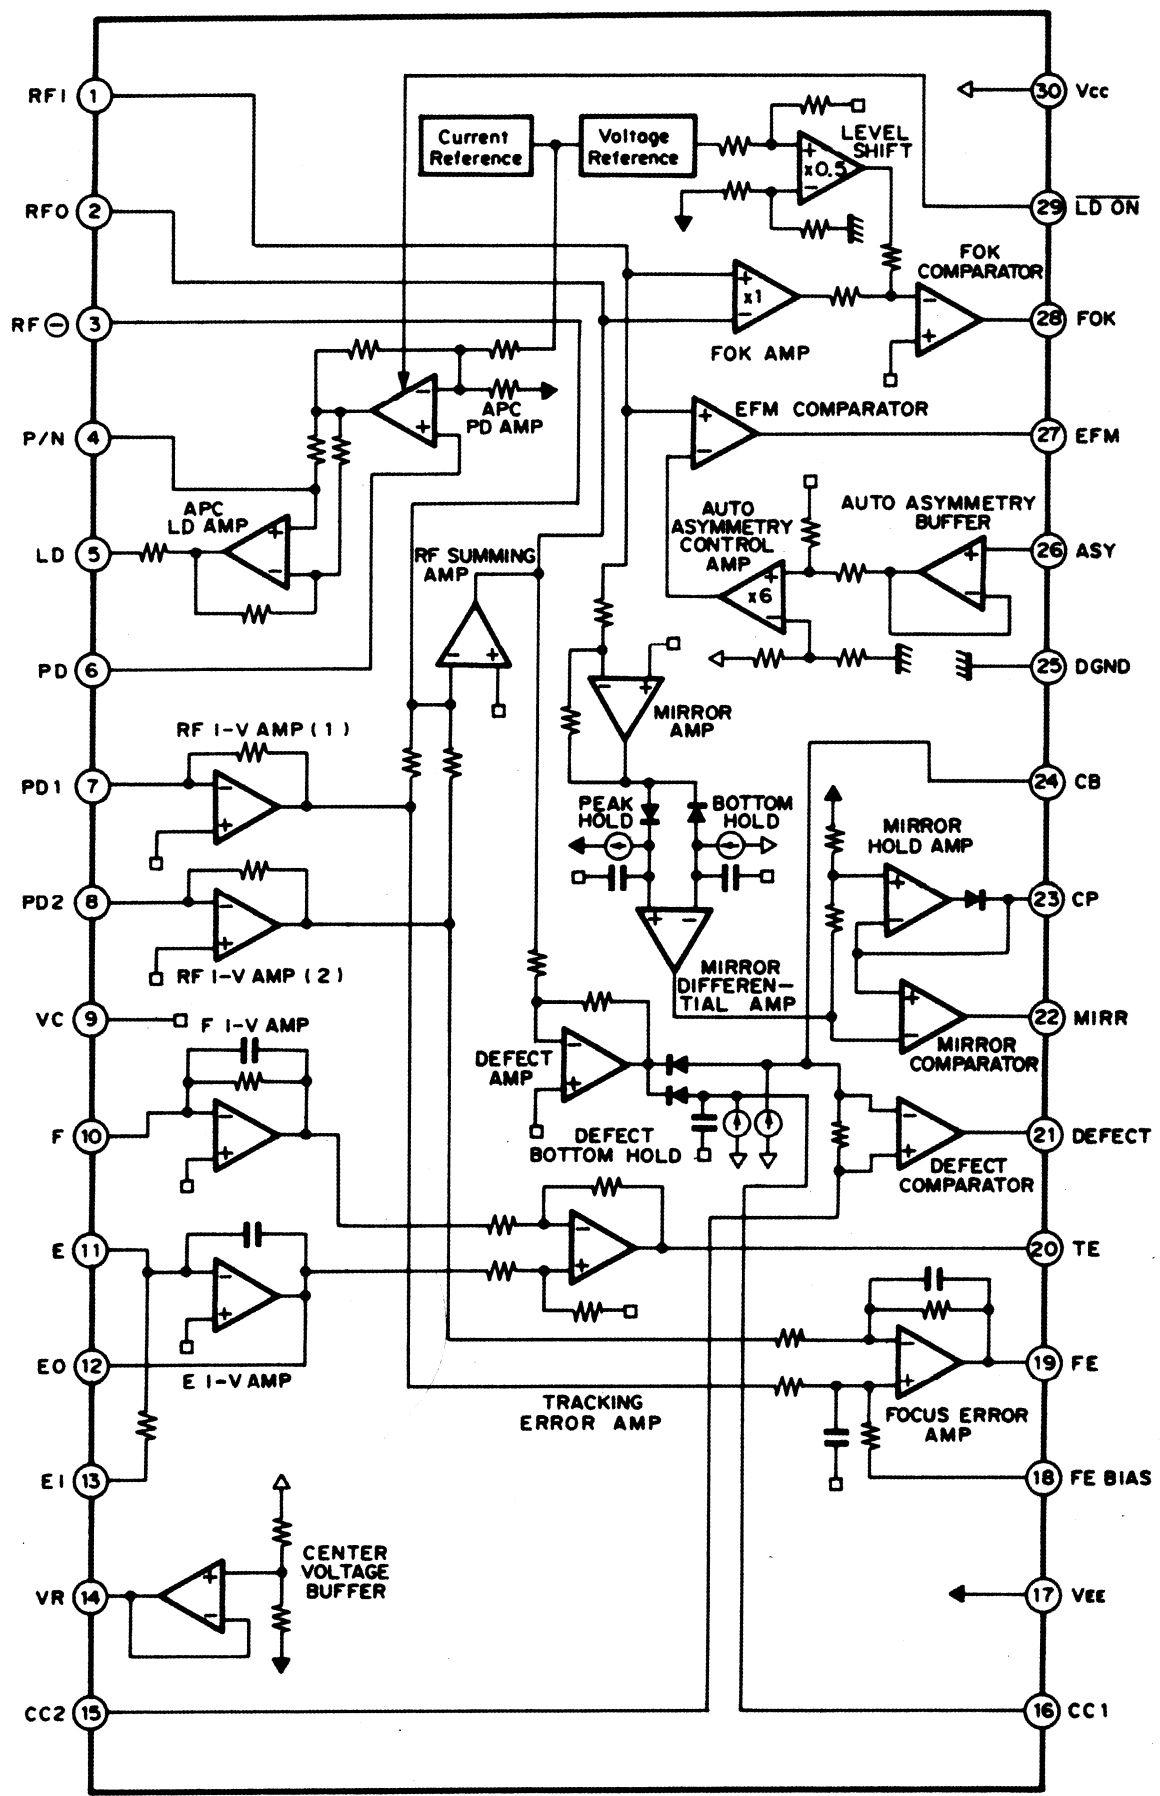 RFI 1
RFO 2
RF⊖ 3
P/N 4
LD 5
PD 6
PD1 7
PD2 8
VC 9
F 10
E 11
EO 12
EI 13
VR 14
CC2 15
30 Vcc
29 LD ON
28 FOK
27 EFM
26 ASY
25 DGND
24 CB
23 CP
22 MIRR
21 DEFECT
20 TE
19 FE
18 FE BIAS
17 VEE
16 CC1
Current
Reference
Voltage
Reference
LEVEL
SHIFT
+
x0.5
−
FOK
COMPARATOR
−
+
+
x1
−
FOK AMP
−
+
APC
PD AMP
EFM COMPARATOR
+
−
APC
LD AMP
+
−
AUTO
ASYMMETRY
CONTROL
AMP
+
x6
−
AUTO ASYMMETRY
BUFFER
+
−
RF SUMMING
AMP
− +
− +
MIRROR
AMP
RF I-V AMP (1)
−
+
PEAK
HOLD
BOTTOM
HOLD
MIRROR
HOLD AMP
+
−
−
+
RF I-V AMP (2)
+ −
MIRROR
DIFFEREN-
TIAL AMP
+
−
MIRROR
COMPARATOR
F I-V AMP
−
+
DEFECT
AMP
−
+
DEFECT
BOTTOM HOLD
−
+
DEFECT
COMPARATOR
−
+
E I-V AMP
−
+
TRACKING
ERROR AMP
−
+
FOCUS ERROR
AMP
CENTER
VOLTAGE
BUFFER
+
−